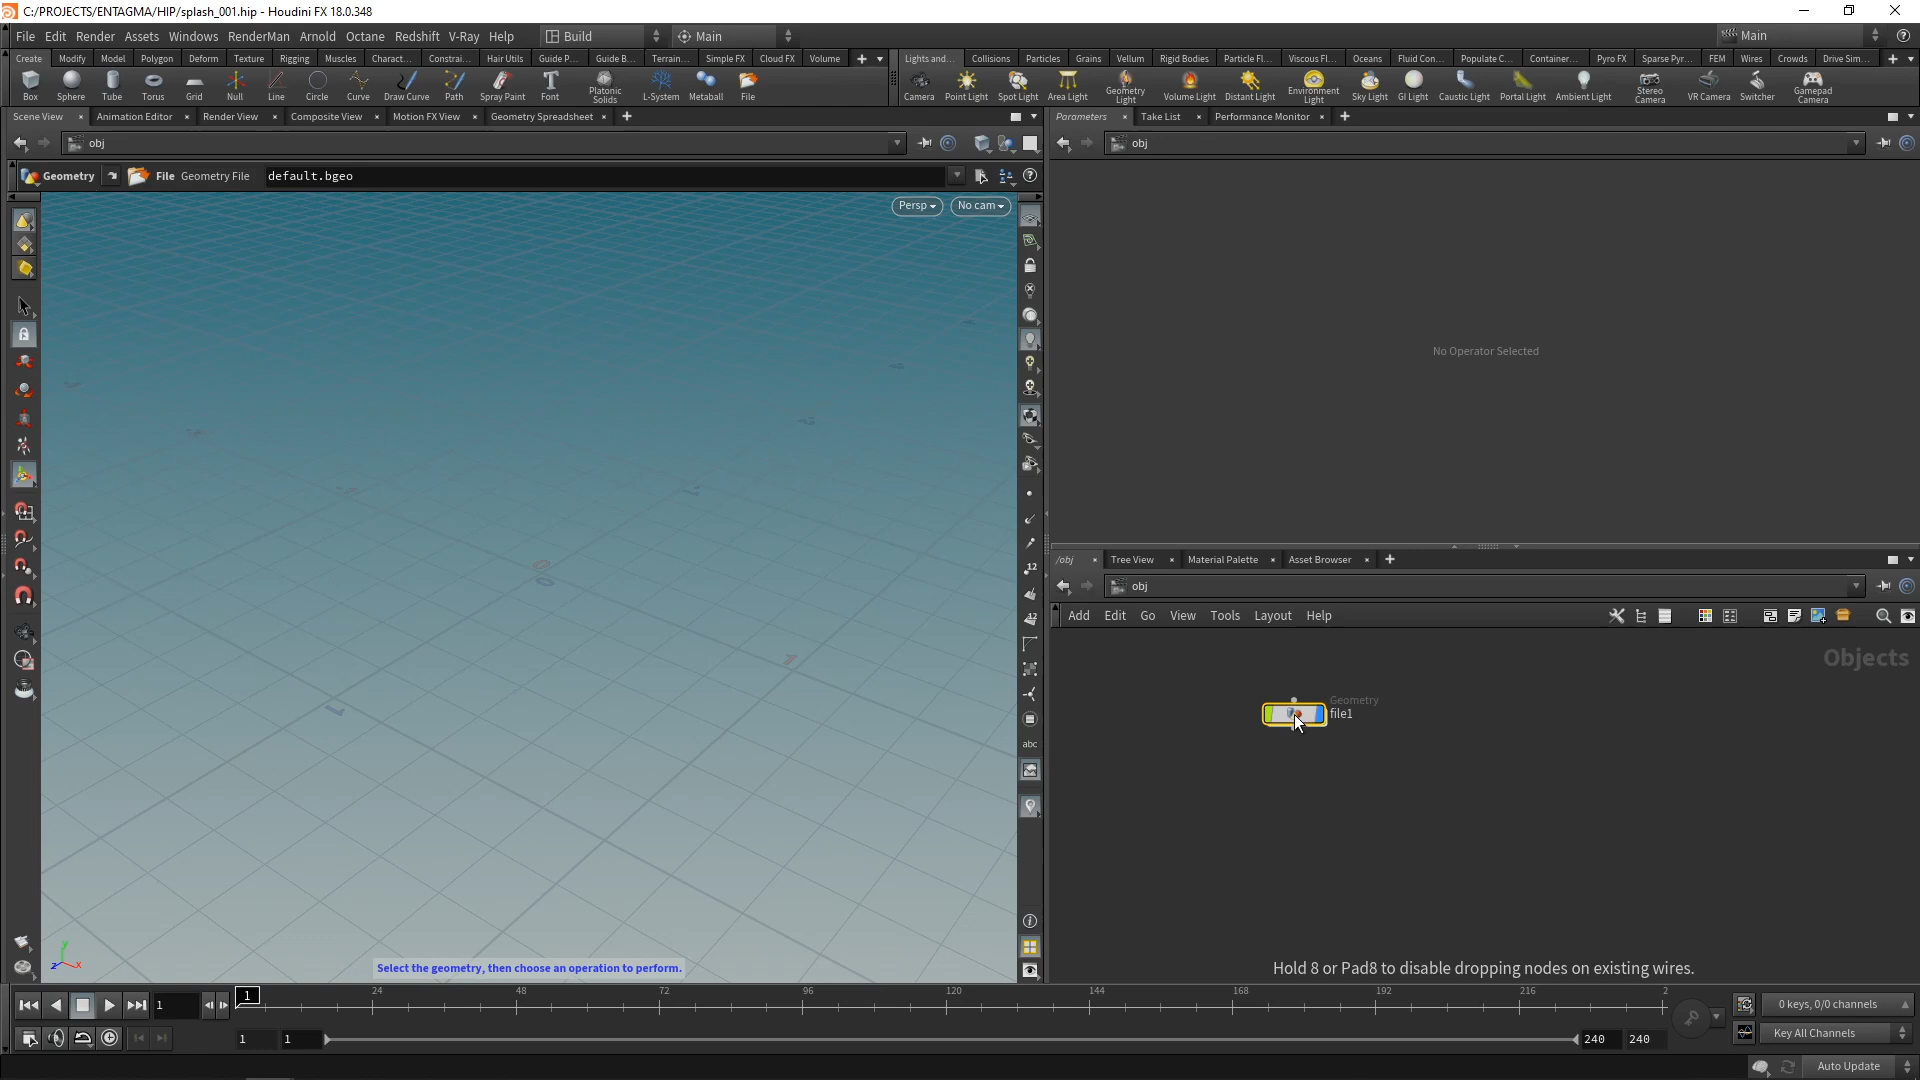 C:/PROJECTS/ENTAGMA/HIP/splash_001.hip - Houdini FX 18.0.348
File Edit Render Assets Windows RenderMan Arnold Octane Redshift V-Ray Help Build Main Main
Create Modify Model Polygon Deform Texture Rigging Muscles Charact... Constrai... Hair Utils Guide P... Guide B... Terrain... Simple FX Cloud FX Volume
Lights and... Collisions Particles Grains Vellum Rigid Bodies Particle Fl... Viscous Fl... Oceans Fluid Con... Populate C... Container... Pyro FX Sparse Pyr... FEM Wires Crowds Drive Sim...
Box Sphere Tube Torus Grid Null Line Circle Curve Draw Curve Path Spray Paint Font Platonic Solids L-System Metaball File
Camera Point Light Spot Light Area Light Geometry Light Volume Light Distant Light Environment Light Sky Light GI Light Caustic Light Portal Light Ambient Light Stereo Camera VR Camera Switcher Gamepad Camera
Scene View Animation Editor Render View Composite View Motion FX View Geometry Spreadsheet
Parameters Take List Performance Monitor
obj
obj
Geometry File Geometry File default.bgeo
Persp No cam
No Operator Selected
/obj Tree View Material Palette Asset Browser
obj
Add Edit Go View Tools Layout Help
Objects
Geometry
file1
12
12
abc
0
0
1
1
Select the geometry, then choose an operation to perform.
Hold 8 or Pad8 to disable dropping nodes on existing wires.
y
z x
1 1 24 48 72 96 120 144 168 192 216 2
0 keys, 0/0 channels
1 1 240 240
Key All Channels
Auto Update